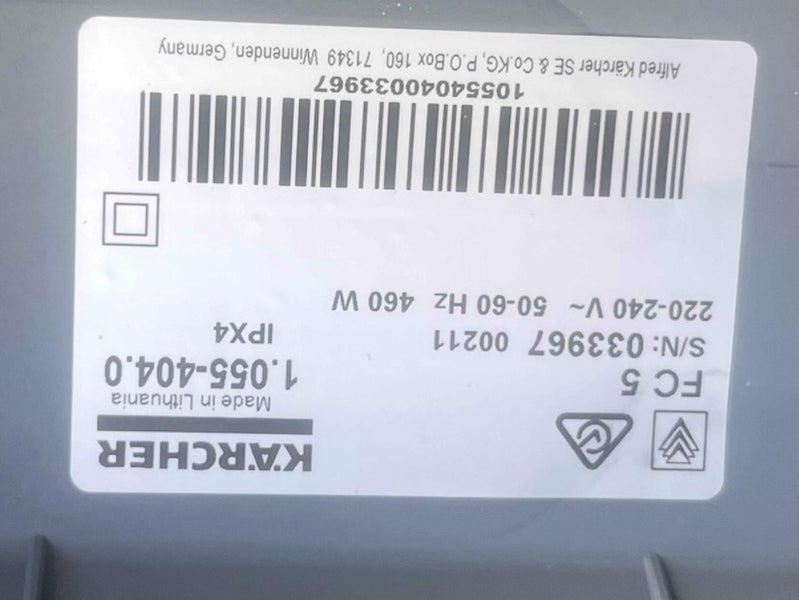 KÄRCHER
Made in Lithuania
FC 5
1.055-404.0
S/N: 033967 00211
IPX4
220-240 V~ 50-60 Hz 460 W
10554040033967
Alfred Kärcher SE & Co.KG, P.O.Box 160, 71349 Winnenden, Germany